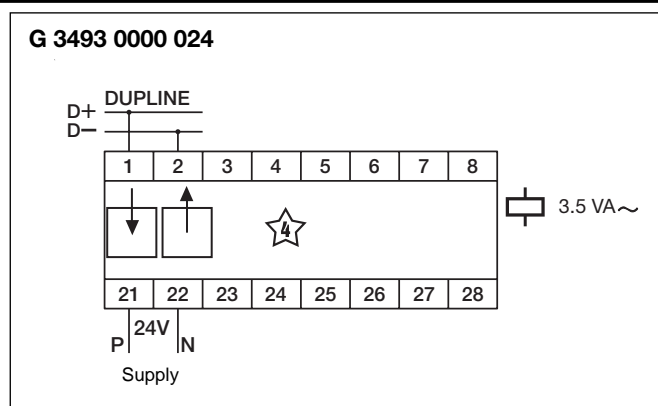 G 3493 0000 024
DUPLINE
D+
D−
1 2 3 4 5 6 7 8
4
3.5 VA∼
21 22 23 24 25 26 27 28
24V
P N
Supply